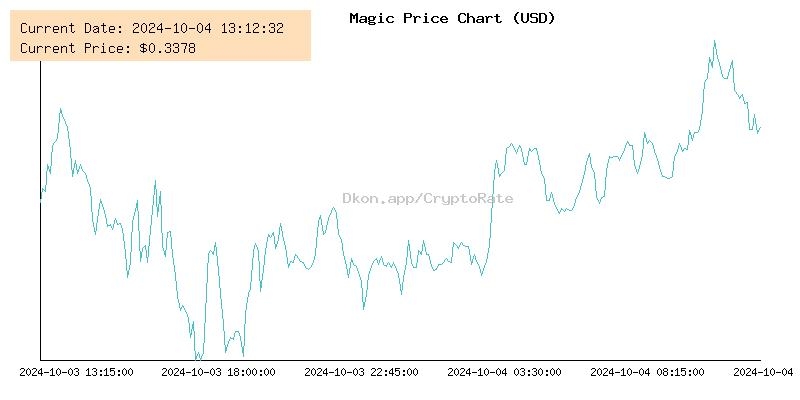 Magic Price Chart (USD)
Current Date: 2024-10-04 13:12:32
Current Price: $0.3378
Dkon.app/CryptoRate
2024-10-03 13:15:00 2024-10-03 18:00:00 2024-10-03 22:45:00 2024-10-04 03:30:00 2024-10-04 08:15:00 2024-10-04